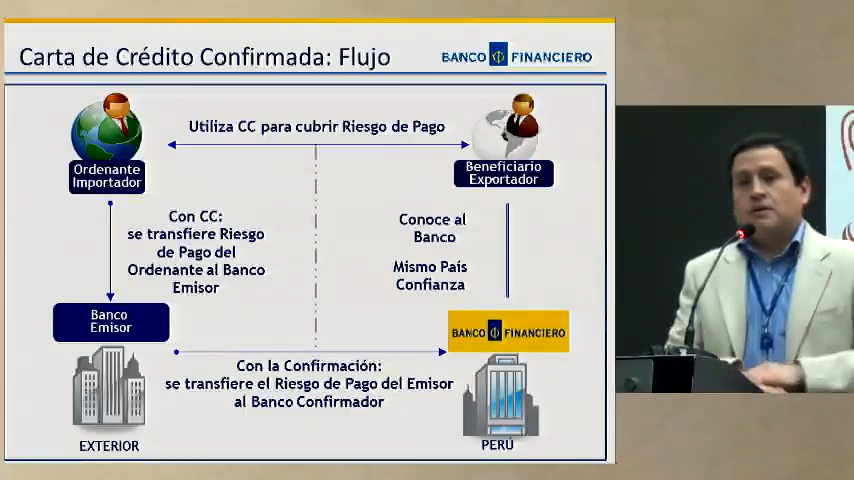 Carta de Crédito Confirmada: Flujo
BANCO FINANCIERO
Utiliza CC para cubrir Riesgo de Pago
Ordenante
Importador
Beneficiario
Exportador
Con CC:
se transfiere Riesgo
de Pago del
Ordenante al Banco
Emisor
Conoce al
Banco
Mismo País
Confianza
Banco
Emisor
BANCO FINANCIERO
Con la Confirmación:
se transfiere el Riesgo de Pago del Emisor
al Banco Confirmador
EXTERIOR
PERÚ